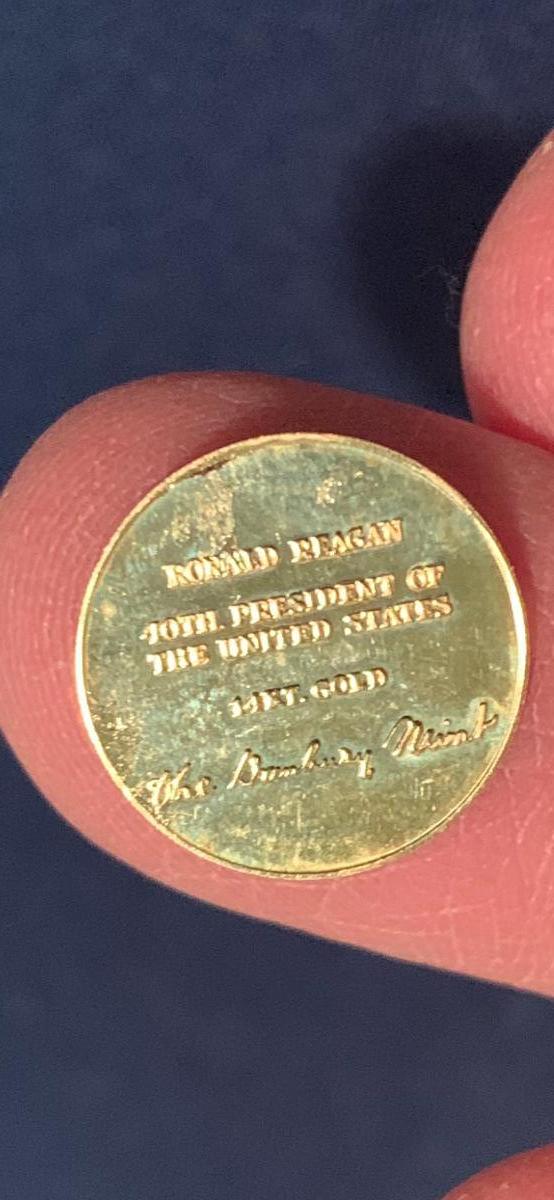 RONALD REAGAN
40TH PRESIDENT OF
THE UNITED STATES
14KT. GOLD
The Danbury Mint